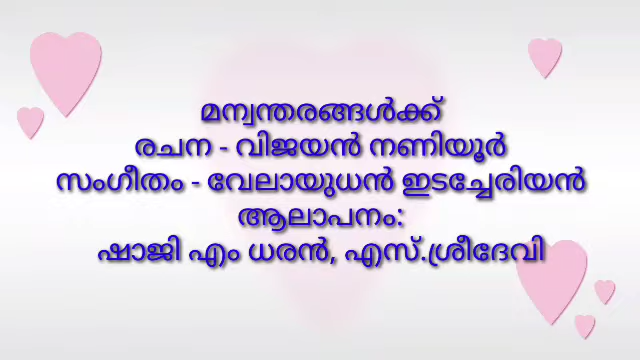 മന്വന്തരങ്ങൾക്ക്
രചന - വിജയൻ നണിയൂർ
സംഗീതം - വേലായുധൻ ഇടച്ചേരിയൻ
ആലാപനം:
ഷാജി എം ധരൻ, എസ്.ശ്രീദേവി